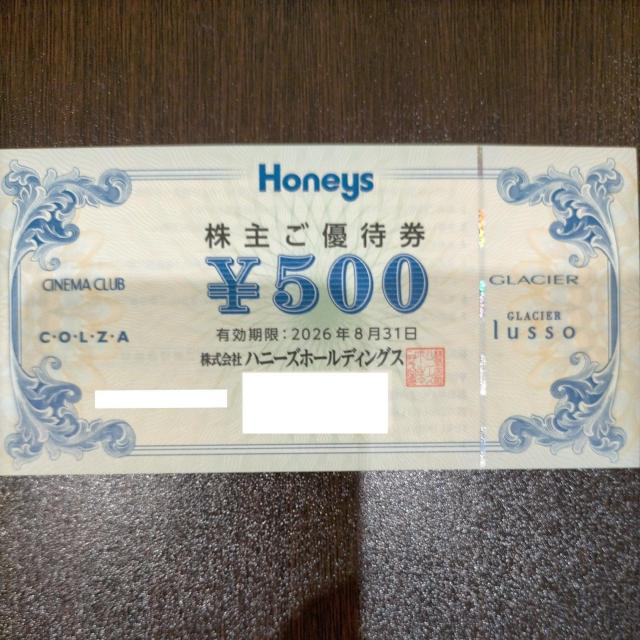 Honeys
株主ご優待券
¥500
CINEMA CLUB
C·O·L·Z·A
GLACIER
GLACIER
lusso
有効期限:2026年8月31日
株式会社ハニーズホールディングス